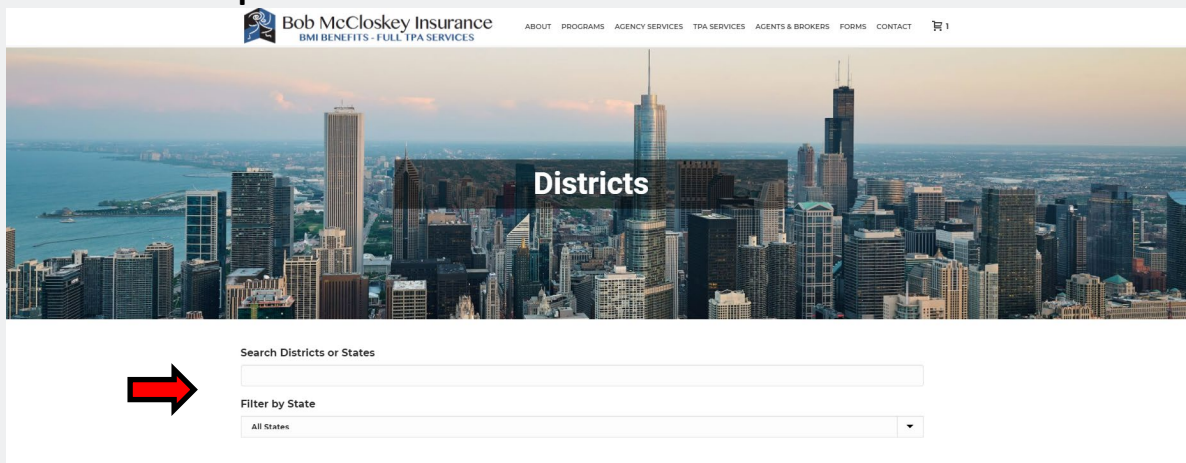 Bob McCloskey Insurance
BMI BENEFITS - FULL TPA SERVICES
ABOUT PROGRAMS AGENCY SERVICES TPA SERVICES AGENTS & BROKERS FORMS CONTACT 1
Districts
Search Districts or States
Filter by State
All States